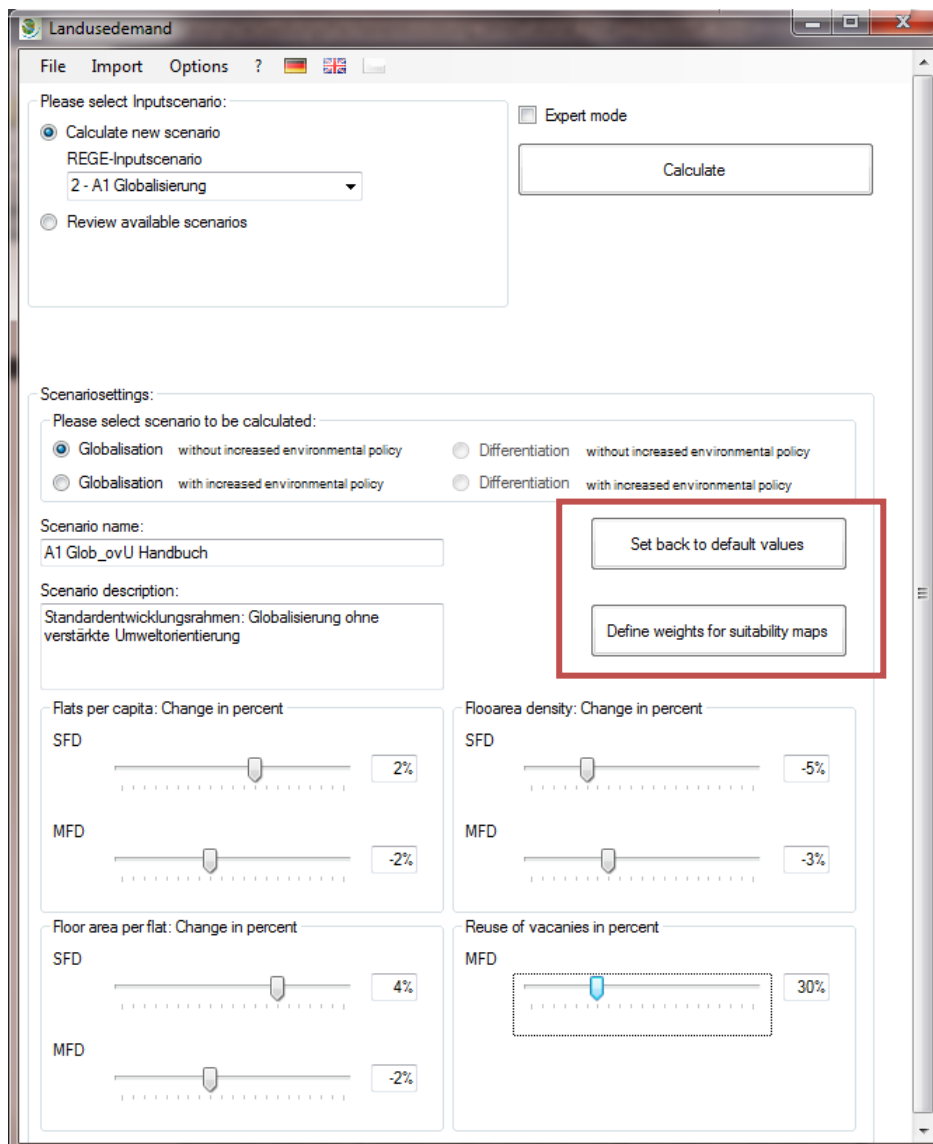 Landusedemand
File Import Options ?
Please select Inputscenario:
Calculate new scenario
REGE-Inputscenario
2 - A1 Globalisierung
Review available scenarios
Expert mode
Calculate
Scenariosettings:
Please select scenario to be calculated:
Globalisation without increased environmental policy
Differentiation without increased environmental policy
Globalisation with increased environmental policy
Differentiation with increased environmental policy
Scenario name:
A1 Glob_ovU Handbuch
Scenario description:
Standardentwicklungsrahmen: Globalisierung ohne
verstärkte Umweltorientierung
Set back to default values
Define weights for suitability maps
Flats per capita: Change in percent
SFD
2%
MFD
-2%
Flooarea density: Change in percent
SFD
-5%
MFD
-3%
Floor area per flat: Change in percent
SFD
4%
MFD
-2%
Reuse of vacanies in percent
MFD
30%